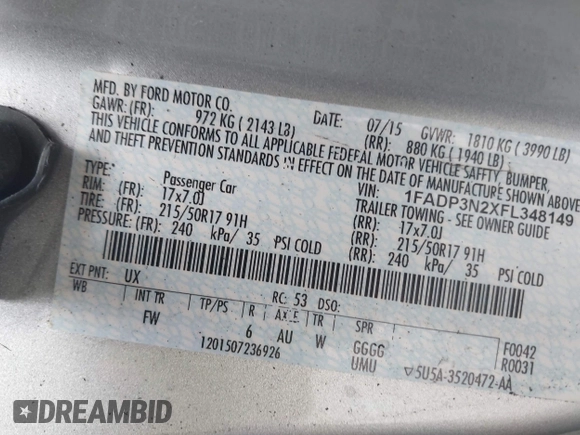 MFD. BY FORD MOTOR CO.
DATE: 07/15 GVWR: 1810 KG (3990 LB)
GAWR: (FR): 972 KG (2143 LB) (RR): 880 KG (1940 LB)
THIS VEHICLE CONFORMS TO ALL APPLICABLE FEDERAL MOTOR VEHICLE SAFETY, BUMPER,
AND THEFT PREVENTION STANDARDS IN EFFECT ON THE DATE OF MANUFACTURE SHOWN ABOVE
VIN: 1FADP3N2XFL348149
TYPE: Passenger Car TRAILER TOWING - SEE OWNER GUIDE
RIM: (FR): 17x7.0J (RR): 17x7.0J
TIRE: (FR): 215/50R17 91H (RR): 215/50R17 91H
PRESSURE: (FR): 240 kPa/ 35 PSI COLD (RR): 240 kPa/ 35 PSI COLD
EXT PNT: UX RC: 53 DSO:
WB INT TR TP/PS R AXLE TR SPR F0042
FW 6 AU W GGGG R0031
1201507236926 UMU ▽5U5A-3520472-AA
DREAMBID